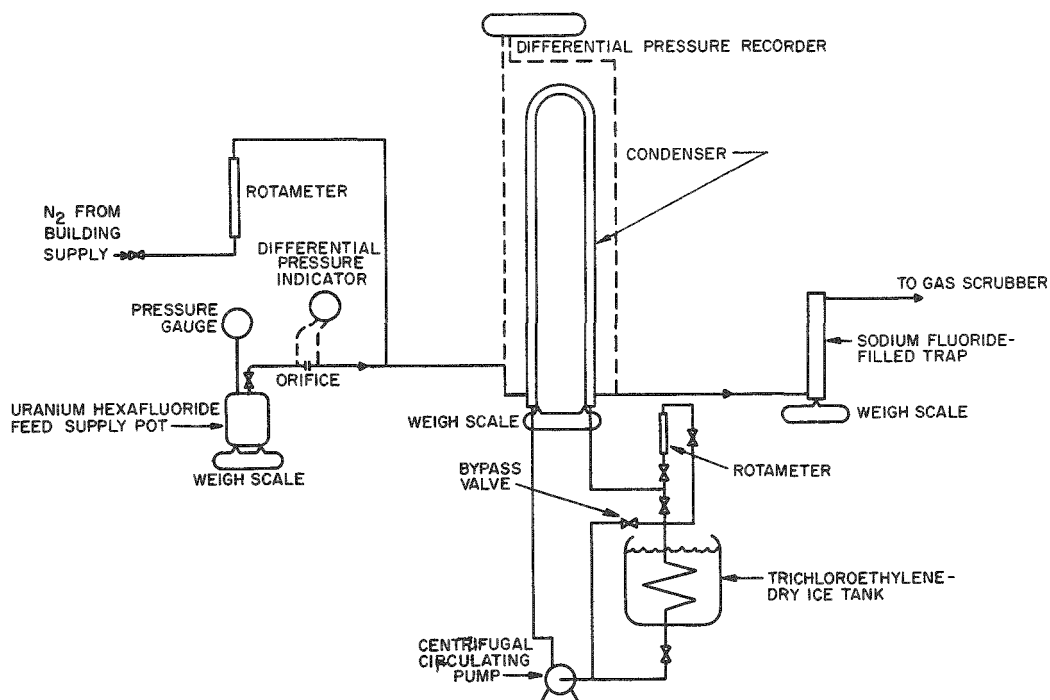 DIFFERENTIAL PRESSURE RECORDER
CONDENSER
ROTAMETER
N2 FROM
BUILDING
SUPPLY
DIFFERENTIAL
PRESSURE
INDICATOR
PRESSURE
GAUGE
ORIFICE
URANIUM HEXAFLUORIDE
FEED SUPPLY POT
WEIGH SCALE
TO GAS SCRUBBER
SODIUM FLUORIDE-
FILLED TRAP
WEIGH SCALE
WEIGH SCALE
ROTAMETER
BYPASS
VALVE
TRICHLOROETHYLENE-
DRY ICE TANK
CENTRIFUGAL
CIRCULATING
PUMP